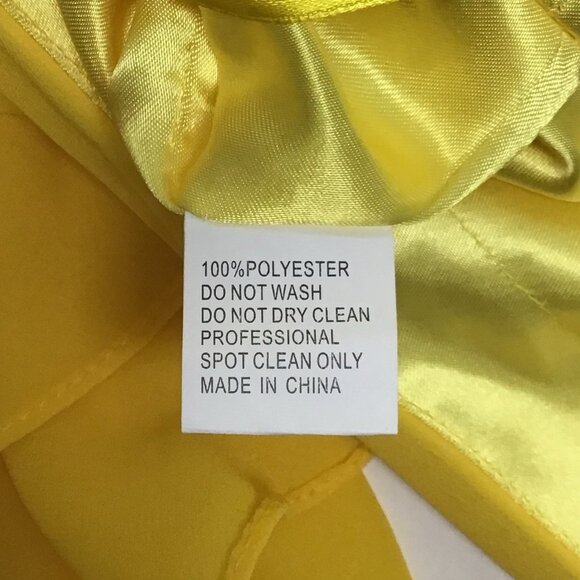 100%POLYESTER
DO NOT WASH
DO NOT DRY CLEAN
PROFESSIONAL
SPOT CLEAN ONLY
MADE IN CHINA